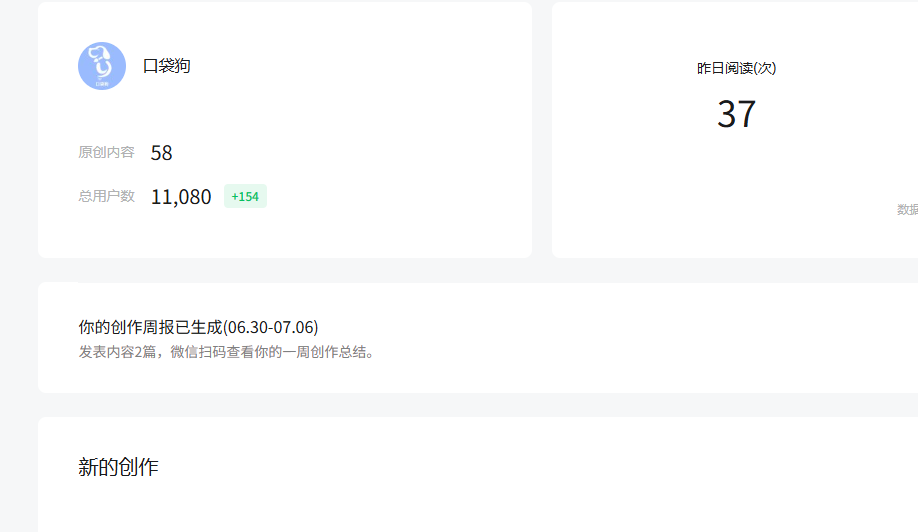 口袋狗
原创内容 58
总用户数 11,080 +154
昨日阅读(次)
37
数据
你的创作周报已生成(06.30-07.06)
发表内容2篇，微信扫码查看你的一周创作总结。
新的创作